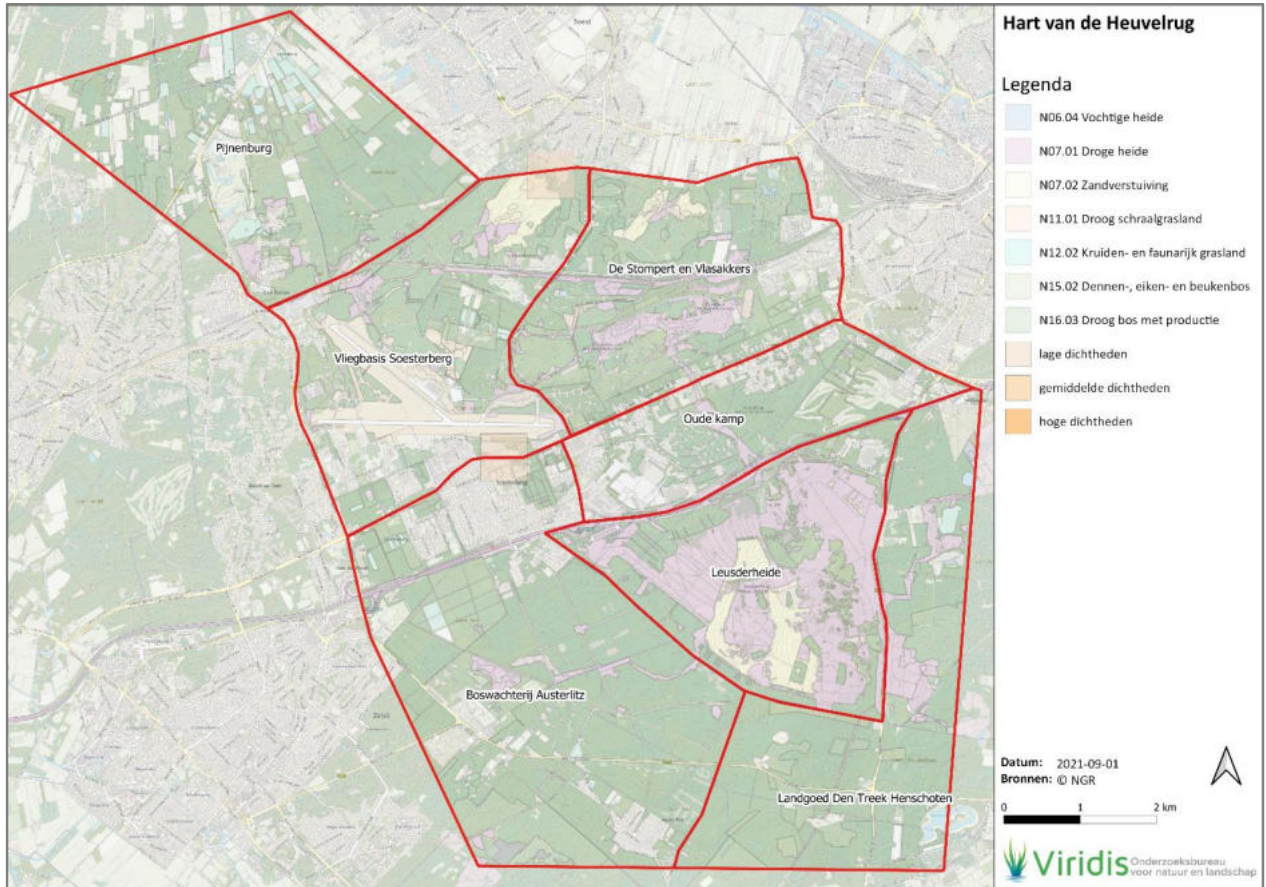 Hart van de Heuvelrug
Legenda
N06.04 Vochtige heide
N07.01 Droge heide
N07.02 Zandverstuiving
N11.01 Droog schraalgrasland
N12.02 Kruiden- en faunarijk grasland
N15.02 Dennen-, eiken- en beukenbos
N16.03 Droog bos met productie
lage dichtheden
gemiddelde dichtheden
hoge dichtheden
Pijnenburg
De Stompert en Vlasakkers
Vliegbasis Soesterberg
Oude kamp
Leusderheide
Boswachterij Austerlitz
Landgoed Den Treek Henschoten
Soest
Zeist
Datum: 2021-09-01
Bronnen: © NGR
0 1 2 km
Viridis Onderzoeksbureau
voor natuur en landschap